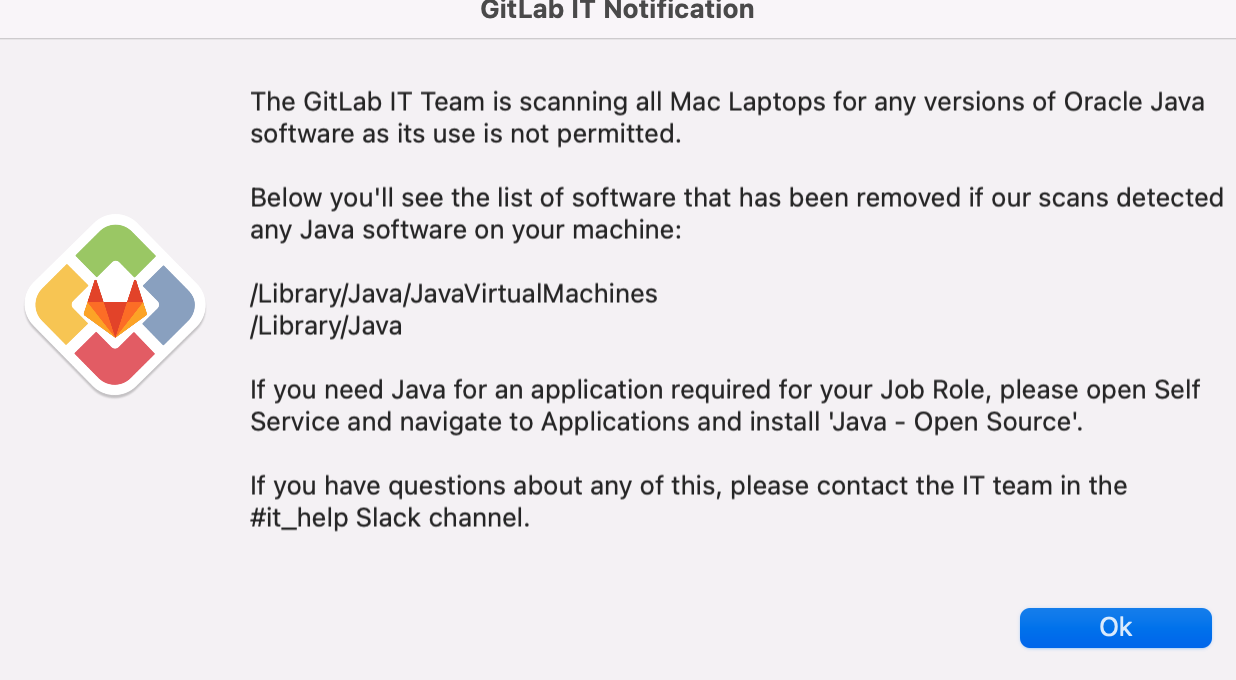 GitLab IT Notification
The GitLab IT Team is scanning all Mac Laptops for any versions of Oracle Java
software as its use is not permitted.
Below you'll see the list of software that has been removed if our scans detected
any Java software on your machine:
/Library/Java/JavaVirtualMachines
/Library/Java
If you need Java for an application required for your Job Role, please open Self
Service and navigate to Applications and install 'Java - Open Source'.
If you have questions about any of this, please contact the IT team in the
#it_help Slack channel.
Ok